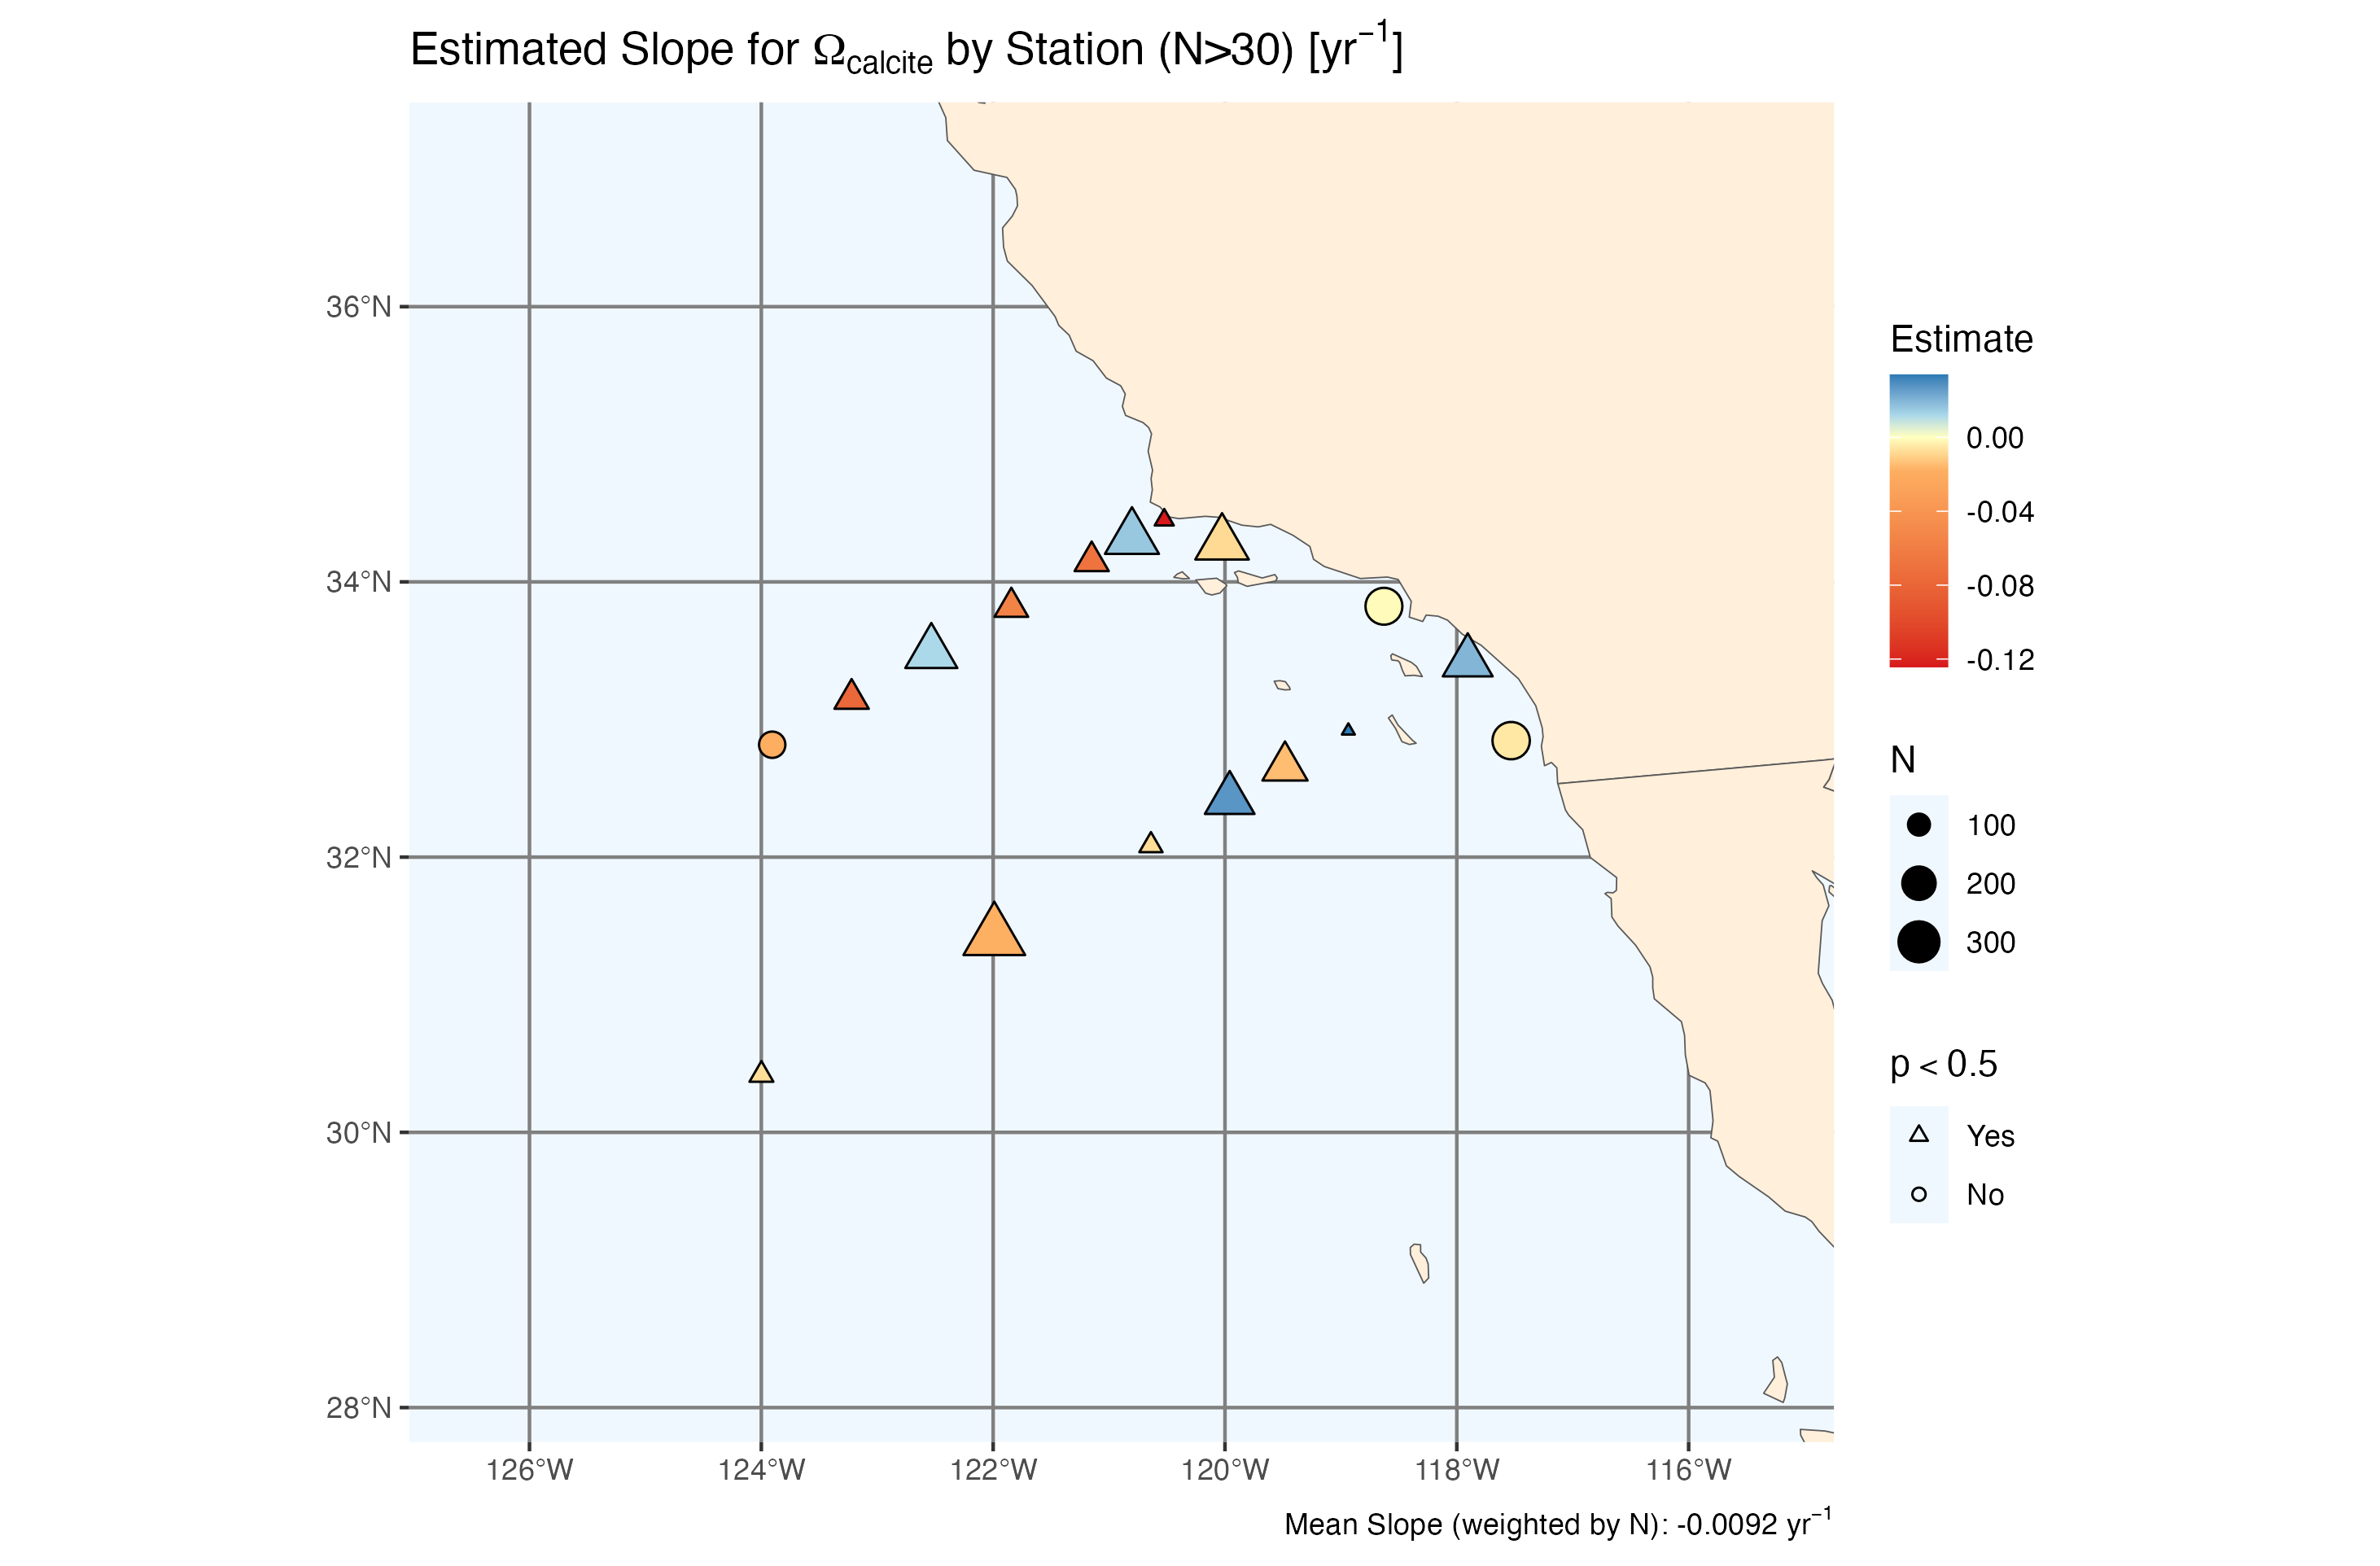 Estimated Slope for Ωcalcite by Station (N>30) [yr⁻¹]
36°N
34°N
32°N
30°N
28°N
126°W
124°W
122°W
120°W
118°W
116°W
Estimate
0.00
-0.04
-0.08
-0.12
N
100
200
300
p < 0.5
Yes
No
Mean Slope (weighted by N): -0.0092 yr⁻¹